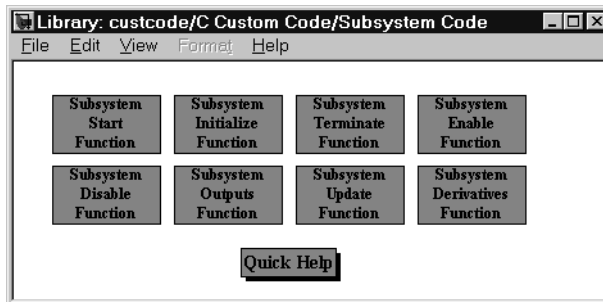 Library: custcode/C Custom Code/Subsystem Code
File Edit View Format Help
Subsystem Start Function
Subsystem Initialize Function
Subsystem Terminate Function
Subsystem Enable Function
Subsystem Disable Function
Subsystem Outputs Function
Subsystem Update Function
Subsystem Derivatives Function
Quick Help